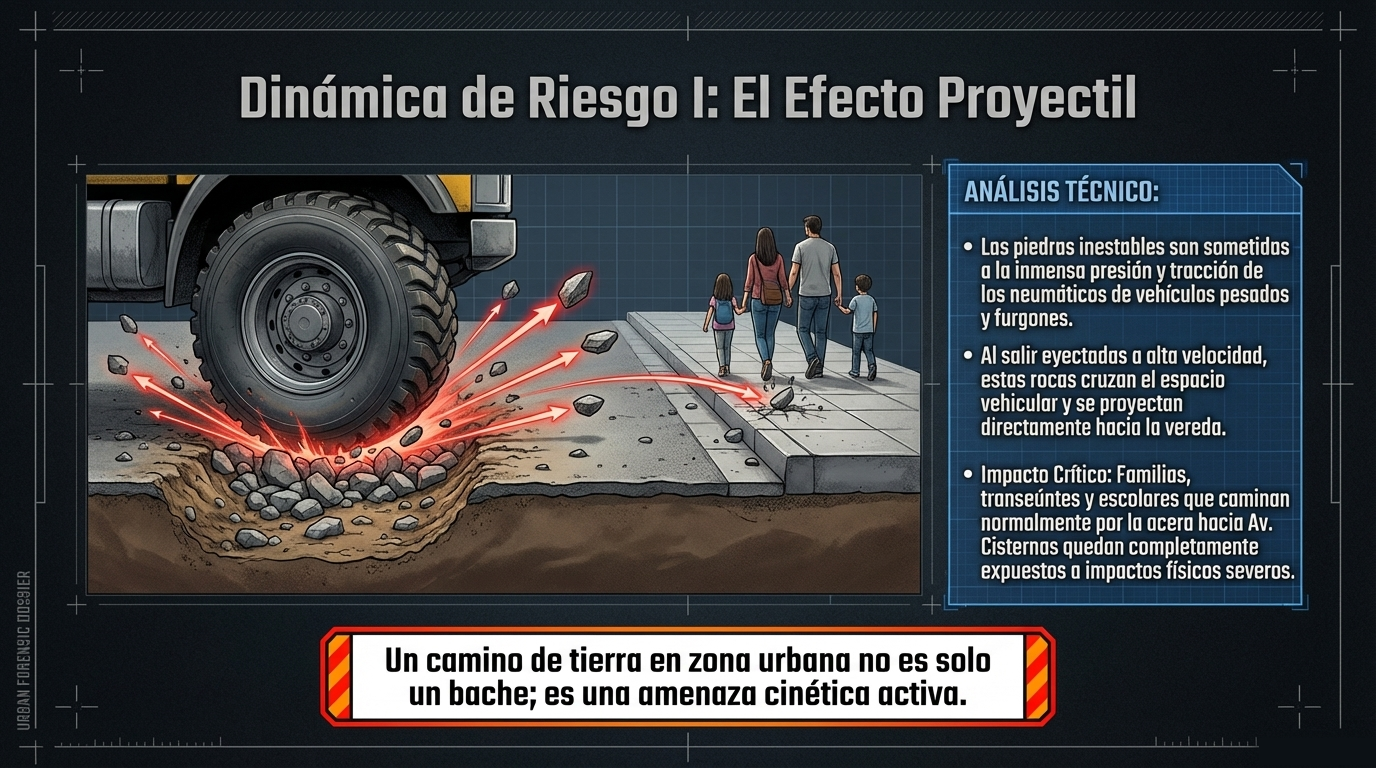 Dinámica de Riesgo I: El Efecto Proyectil
ANÁLISIS TÉCNICO:
• Las piedras inestables son sometidas
a la inmensa presión y tracción de
los neumáticos de vehículos pesados
y furgones.
• Al salir eyectadas a alta velocidad,
estas rocas cruzan el espacio
vehicular y se proyectan
directamente hacia la vereda.
• Impacto Crítico: Familias,
transeúntes y escolares que caminan
normalmente por la acera hacia Av.
Cisternas quedan completamente
expuestos a impactos físicos severos.
Un camino de tierra en zona urbana no es solo
un bache; es una amenaza cinética activa.
URBAN FORENSIC DOSSIER